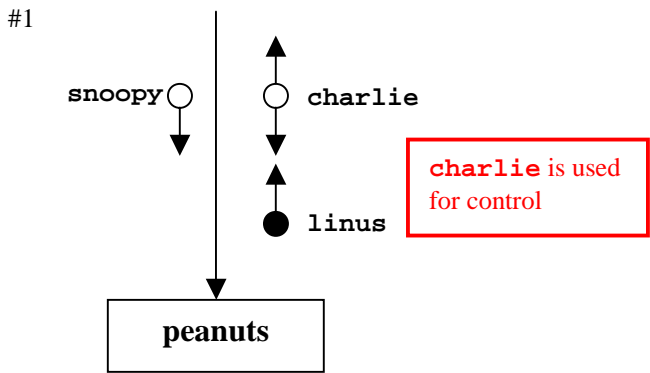 #1
snoopy charlie
charlie is used
for control
linus
peanuts